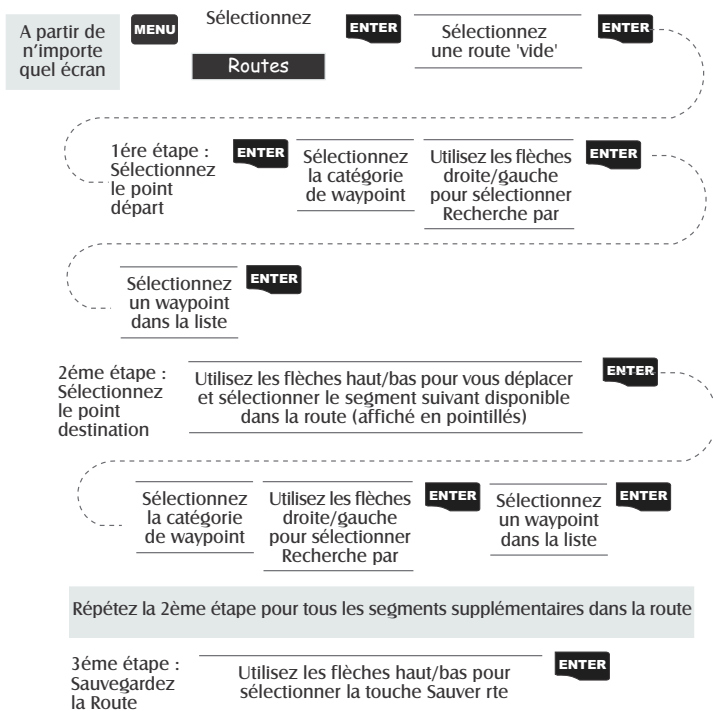 A partir de
n'importe
quel écran
MENU
Sélectionnez
Routes
ENTER
Sélectionnez
une route 'vide'
ENTER
1ére étape :
Sélectionnez
le point
départ
ENTER
Sélectionnez
la catégorie
de waypoint
Utilisez les flèches
droite/gauche
pour sélectionner
Recherche par
ENTER
Sélectionnez
un waypoint
dans la liste
ENTER
2éme étape :
Sélectionnez
le point
destination
Utilisez les flèches haut/bas pour vous déplacer
et sélectionner le segment suivant disponible
dans la route (affiché en pointillés)
ENTER
Sélectionnez
la catégorie
de waypoint
Utilisez les flèches
droite/gauche
pour sélectionner
Recherche par
ENTER
Sélectionnez
un waypoint
dans la liste
ENTER
Répétez la 2ème étape pour tous les segments supplémentaires dans la route
3éme étape :
Sauvegardez
la Route
Utilisez les flèches haut/bas pour
sélectionner la touche Sauver rte
ENTER